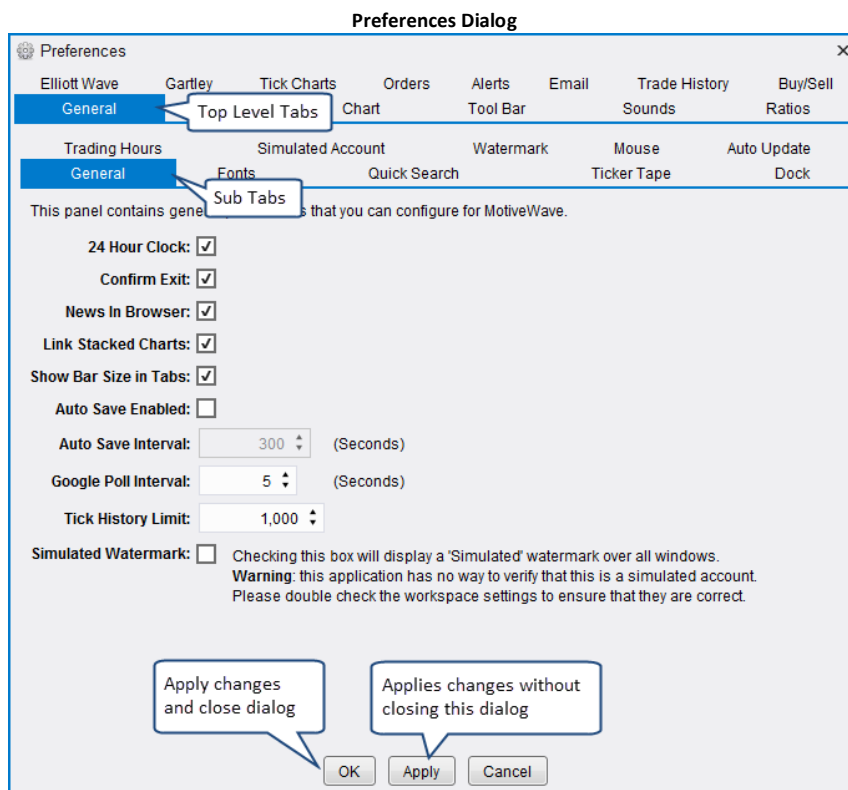 Preferences Dialog
Preferences
Elliott Wave Gartley Tick Charts Orders Alerts Email Trade History Buy/Sell
General Top Level Tabs Chart Tool Bar Sounds Ratios
Trading Hours Simulated Account Watermark Mouse Auto Update
General Fonts Quick Search Ticker Tape Dock
Sub Tabs
This panel contains that you can configure for MotiveWave.
24 Hour Clock:
Confirm Exit:
News In Browser:
Link Stacked Charts:
Show Bar Size in Tabs:
Auto Save Enabled:
Auto Save Interval: 300 (Seconds)
Google Poll Interval: 5 (Seconds)
Tick History Limit: 1,000
Simulated Watermark: Checking this box will display a 'Simulated' watermark over all windows.
Warning: this application has no way to verify that this is a simulated account.
Please double check the workspace settings to ensure that they are correct.
Apply changes
and close dialog
Applies changes without
closing this dialog
OK Apply Cancel